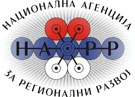 НАЦИОНАЛНА АГЕНЦИЈА
НАРР
ЗА РЕГИОНАЛНИ РАЗВОЈ